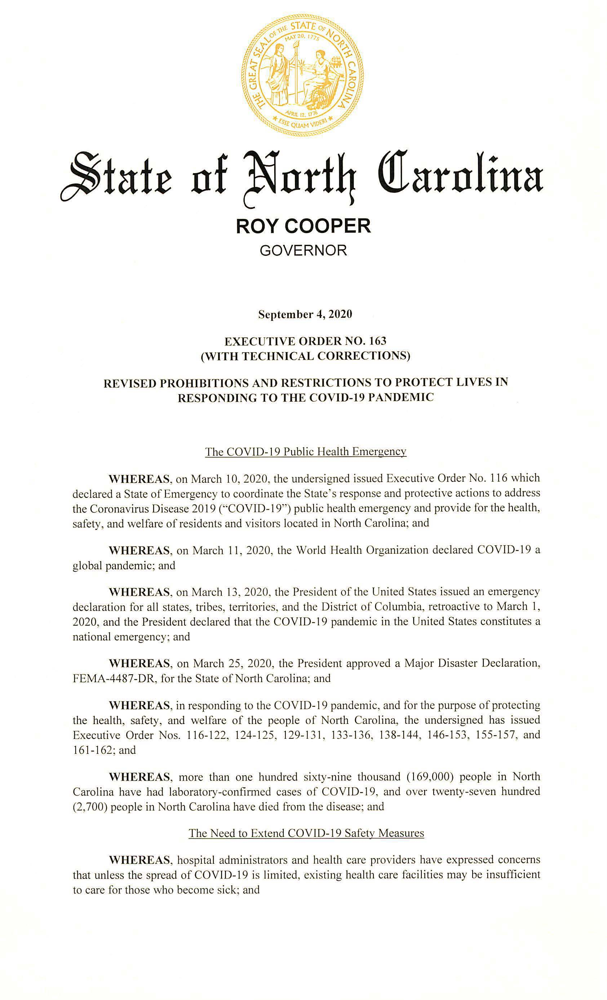 THE GREAT SEAL OF THE STATE OF NORTH CAROLINA
MAY 20, 1775
APRIL 12, 1776
★ ESSE QUAM VIDERI ★
State of North Carolina
ROY COOPER
GOVERNOR
September 4, 2020
EXECUTIVE ORDER NO. 163
(WITH TECHNICAL CORRECTIONS)
REVISED PROHIBITIONS AND RESTRICTIONS TO PROTECT LIVES IN
RESPONDING TO THE COVID-19 PANDEMIC
The COVID-19 Public Health Emergency
WHEREAS, on March 10, 2020, the undersigned issued Executive Order No. 116 which
declared a State of Emergency to coordinate the State's response and protective actions to address
the Coronavirus Disease 2019 (“COVID-19”) public health emergency and provide for the health,
safety, and welfare of residents and visitors located in North Carolina; and
WHEREAS, on March 11, 2020, the World Health Organization declared COVID-19 a
global pandemic; and
WHEREAS, on March 13, 2020, the President of the United States issued an emergency
declaration for all states, tribes, territories, and the District of Columbia, retroactive to March 1,
2020, and the President declared that the COVID-19 pandemic in the United States constitutes a
national emergency; and
WHEREAS, on March 25, 2020, the President approved a Major Disaster Declaration,
FEMA-4487-DR, for the State of North Carolina; and
WHEREAS, in responding to the COVID-19 pandemic, and for the purpose of protecting
the health, safety, and welfare of the people of North Carolina, the undersigned has issued
Executive Order Nos. 116-122, 124-125, 129-131, 133-136, 138-144, 146-153, 155-157, and
161-162; and
WHEREAS, more than one hundred sixty-nine thousand (169,000) people in North
Carolina have had laboratory-confirmed cases of COVID-19, and over twenty-seven hundred
(2,700) people in North Carolina have died from the disease; and
The Need to Extend COVID-19 Safety Measures
WHEREAS, hospital administrators and health care providers have expressed concerns
that unless the spread of COVID-19 is limited, existing health care facilities may be insufficient
to care for those who become sick; and